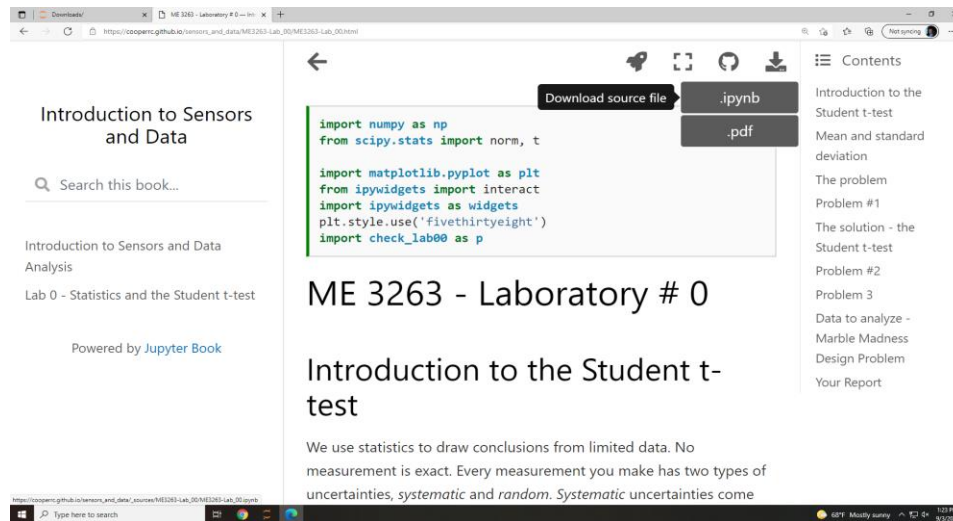 Downloads/
ME 3263 - Laboratory # 0 — Int
https://cooperrc.github.io/sensors_and_data/ME3263-Lab_00/ME3263-Lab_00.html
Not syncing
Introduction to Sensors
and Data
Search this book...
Introduction to Sensors and Data
Analysis
Lab 0 - Statistics and the Student t-test
Powered by Jupyter Book
Download source file
.ipynb
.pdf
import numpy as np
from scipy.stats import norm, t
import matplotlib.pyplot as plt
from ipywidgets import interact
import ipywidgets as widgets
plt.style.use('fivethirtyeight')
import check_lab00 as p
ME 3263 - Laboratory # 0
Introduction to the Student t-
test
We use statistics to draw conclusions from limited data. No
measurement is exact. Every measurement you make has two types of
uncertainties, systematic and random. Systematic uncertainties come
Contents
Introduction to the
Student t-test
Mean and standard
deviation
The problem
Problem #1
The solution - the
Student t-test
Problem #2
Problem 3
Data to analyze -
Marble Madness
Design Problem
Your Report
https://cooperrc.github.io/sensors_and_data/_sources/ME3263-Lab_00/ME3263-Lab_00.ipynb
Type here to search
68°F Mostly sunny